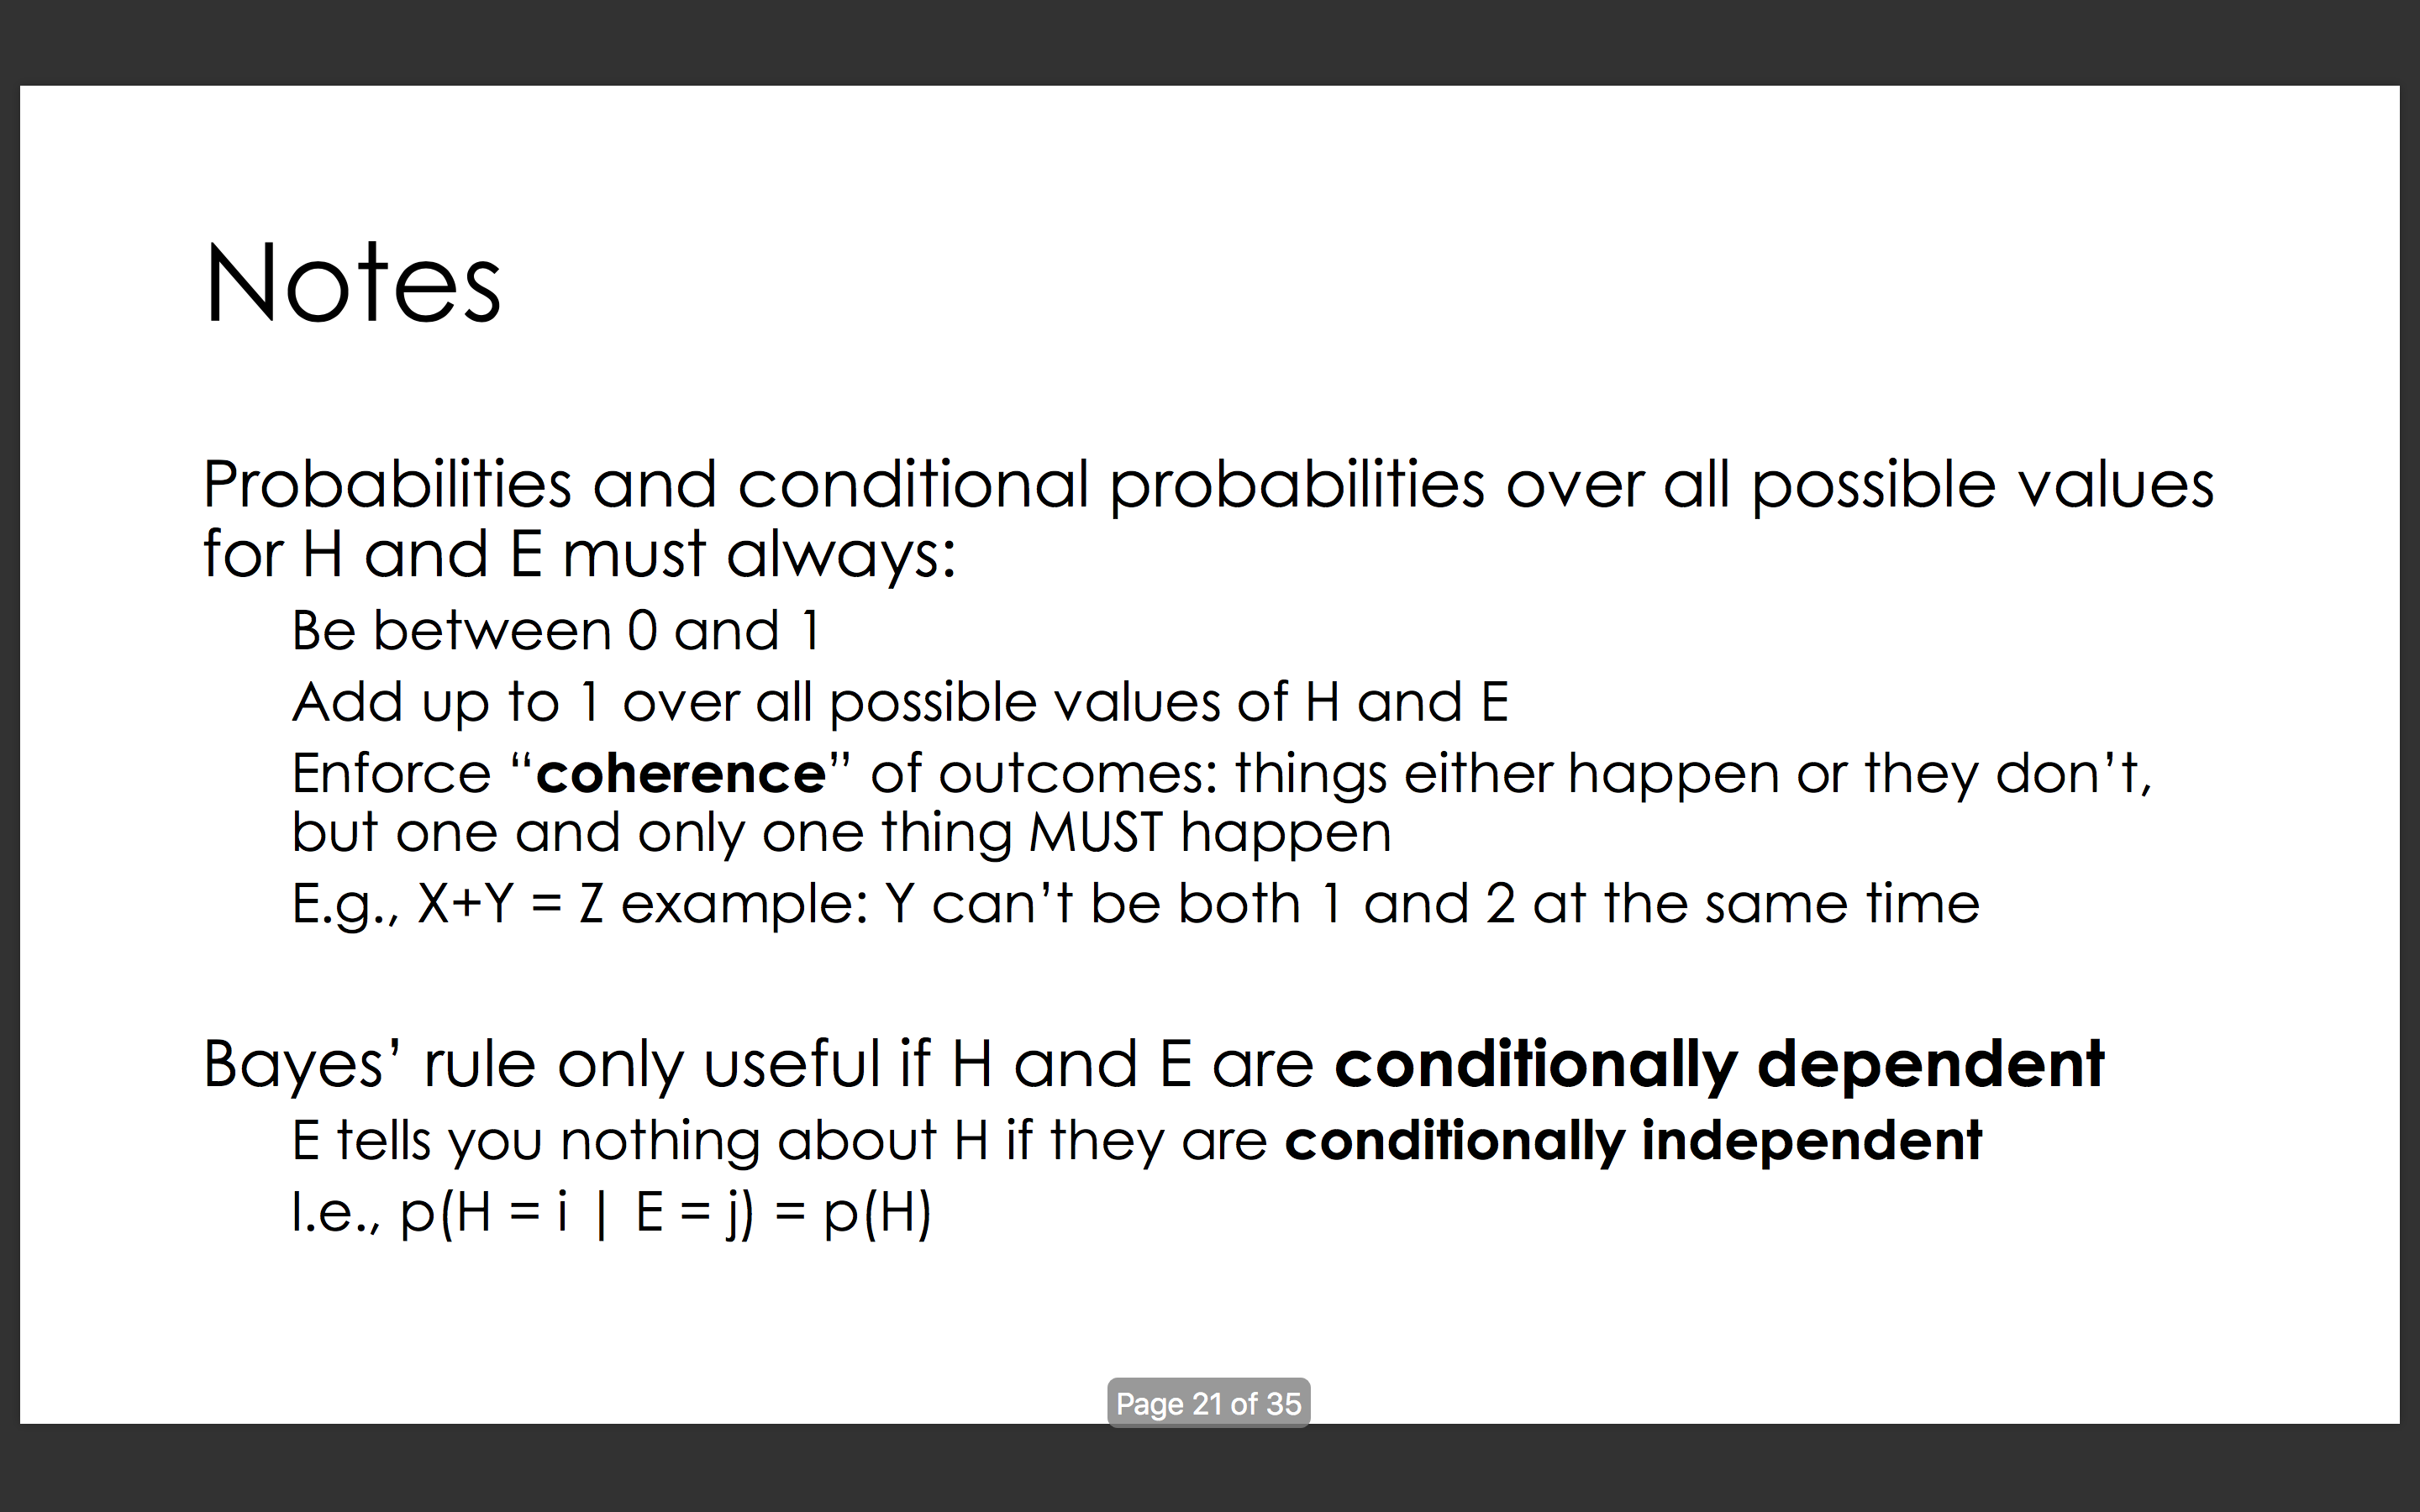 Notes
Probabilities and conditional probabilities over all possible values
for H and E must always:
Be between 0 and 1
Add up to 1 over all possible values of H and E
Enforce “coherence” of outcomes: things either happen or they don’t,
but one and only one thing MUST happen
E.g., X+Y = Z example: Y can’t be both 1 and 2 at the same time
Bayes’ rule only useful if H and E are conditionally dependent
E tells you nothing about H if they are conditionally independent
I.e., p(H = i | E = j) = p(H)
Page 21 of 35